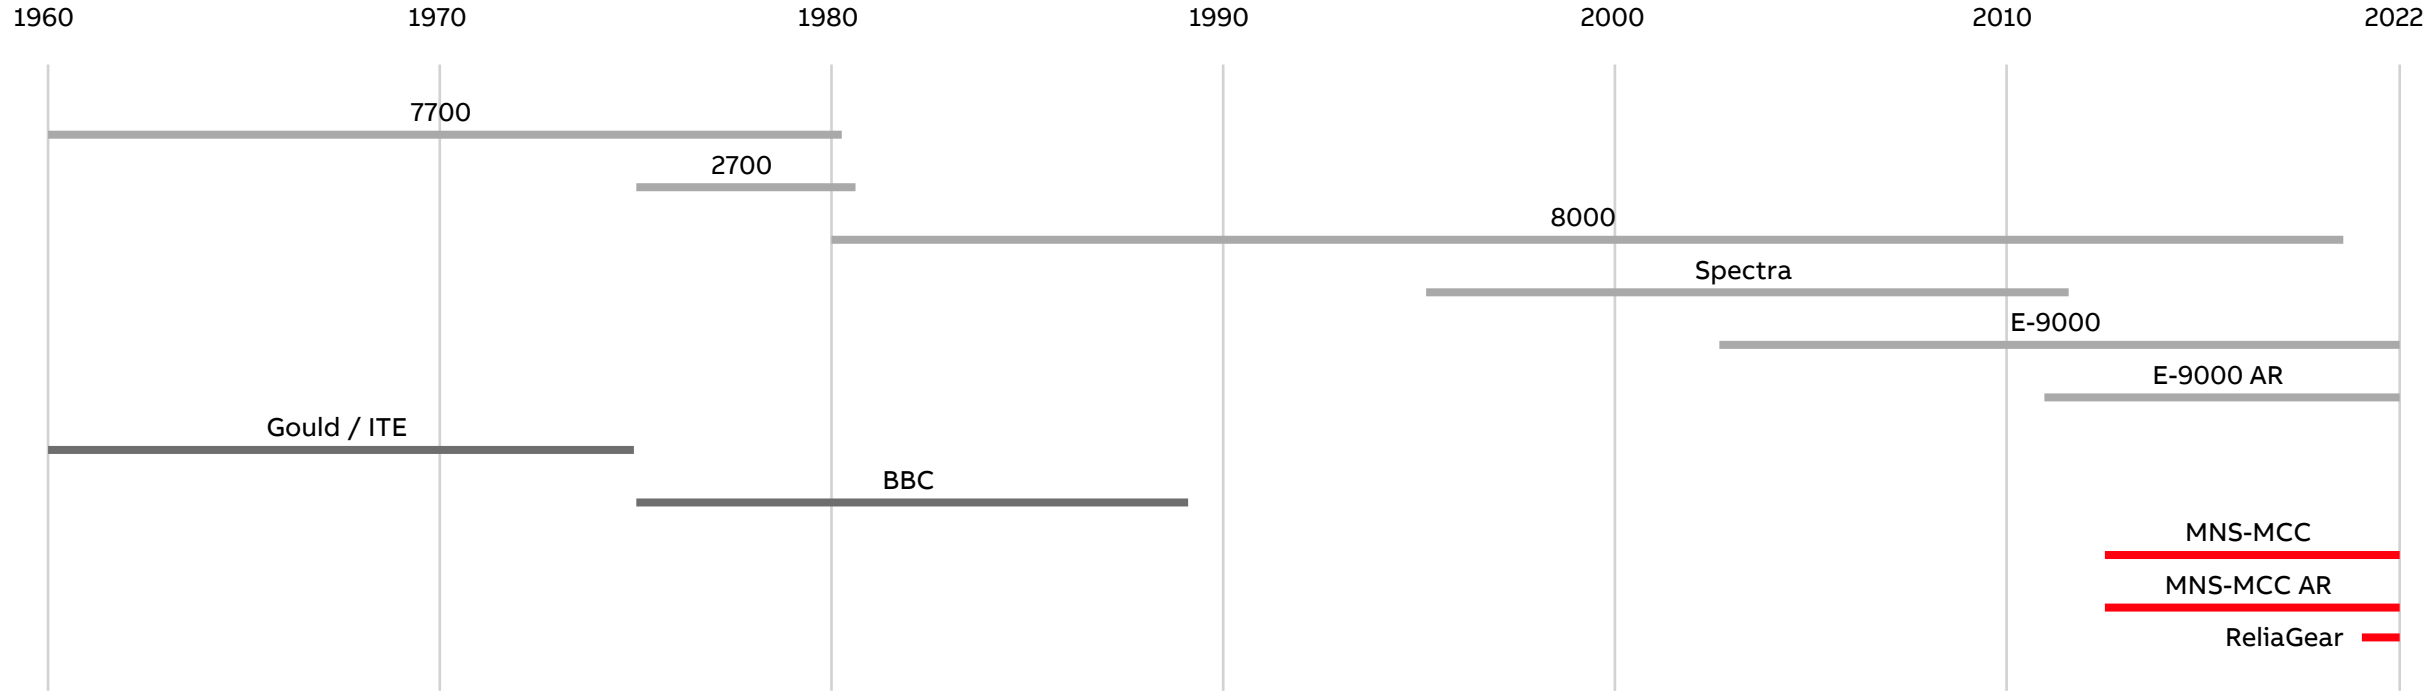 1960 1970 1980 1990 2000 2010 2022
7700
2700
8000
Spectra
E-9000
E-9000 AR
Gould / ITE
BBC
MNS-MCC
MNS-MCC AR
ReliaGear